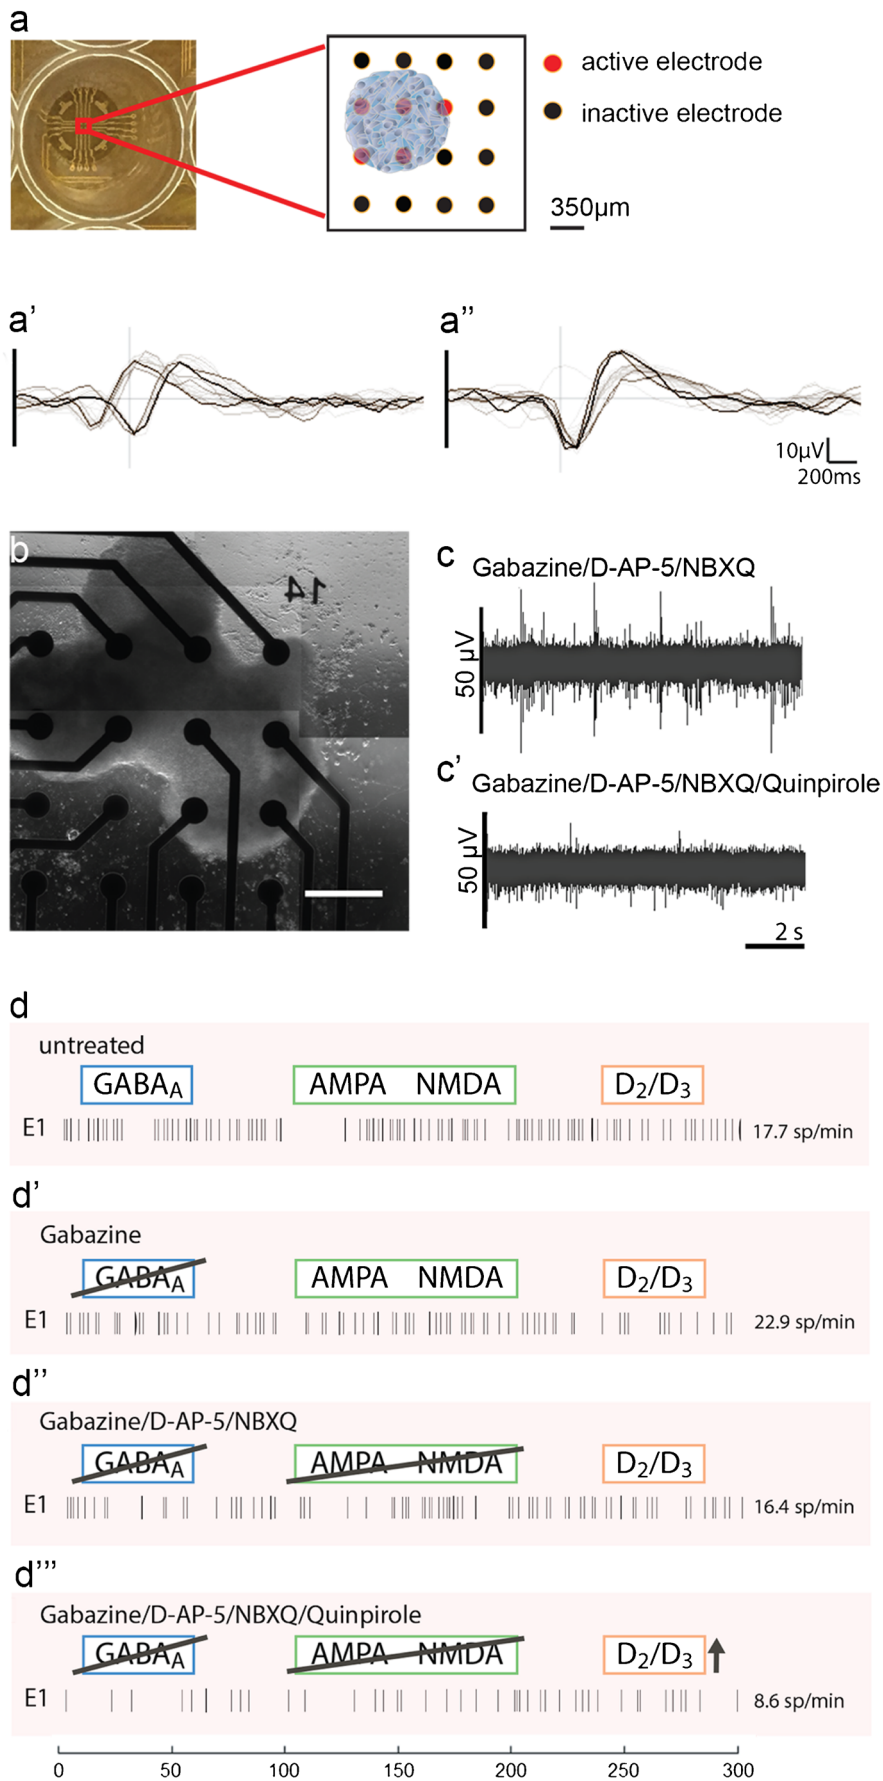 a
active electrode
inactive electrode
350µm
a’
a’’
10µV
200ms
b
14
c
Gabazine/D-AP-5/NBXQ
50 µV
c’
Gabazine/D-AP-5/NBXQ/Quinpirole
50 µV
2 s
d
untreated
GABAA AMPA NMDA D2/D3
E1 17.7 sp/min
d’
Gabazine
GABAA AMPA NMDA D2/D3
E1 22.9 sp/min
d’’
Gabazine/D-AP-5/NBXQ
GABAA AMPA NMDA D2/D3
E1 16.4 sp/min
d’’’
Gabazine/D-AP-5/NBXQ/Quinpirole
GABAA AMPA NMDA D2/D3
E1 8.6 sp/min
0 50 100 150 200 250 300